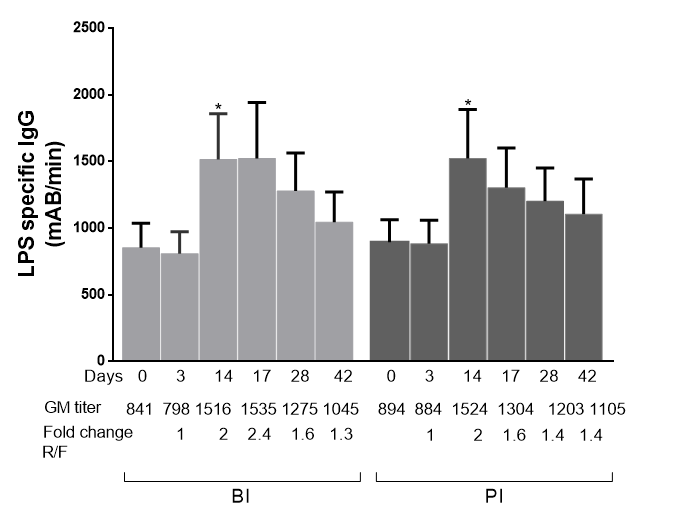 2500
2000
1500
1000
500
0
LPS specific IgG
(mAB/min)
* *
Days 0 3 14 17 28 42 0 3 14 17 28 42
GM titer 841 798 1516 1535 1275 1045 894 884 1524 1304 1203 1105
Fold change 1 2 2.4 1.6 1.3 1 2 1.6 1.4 1.4
R/F
BI PI